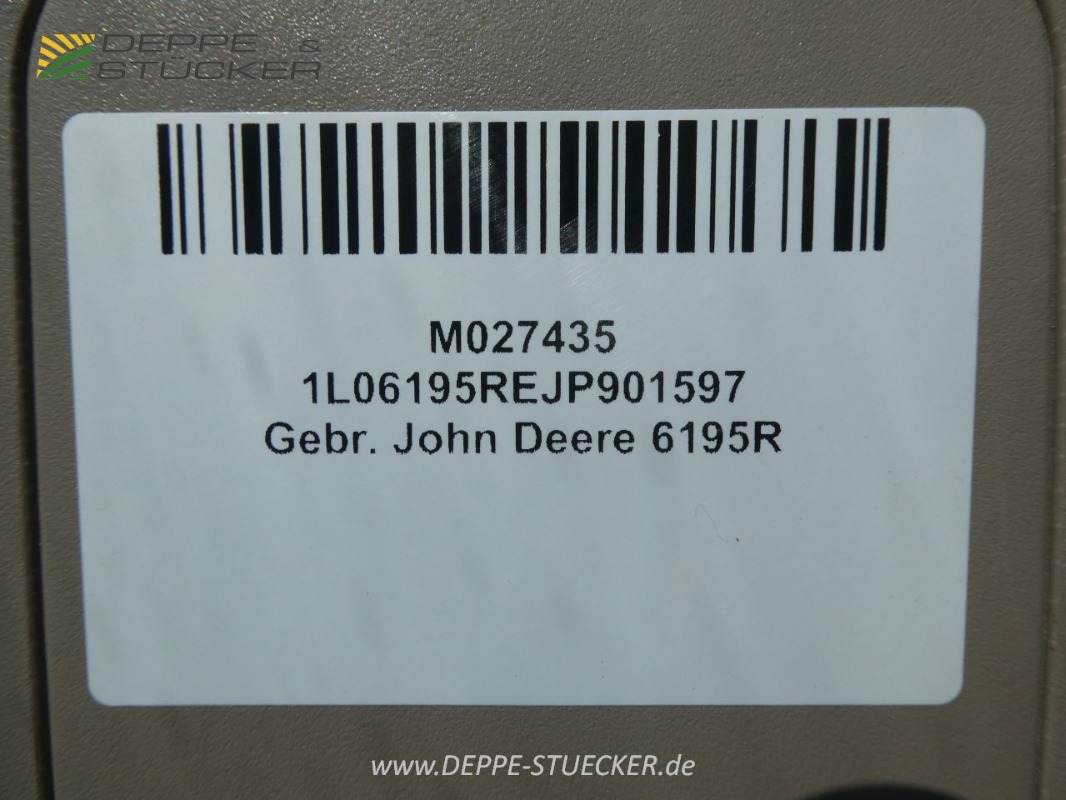 DEPPE &
STÜCKER
M027435
1L06195REJP901597
Gebr. John Deere 6195R
www.DEPPE-STUECKER.de